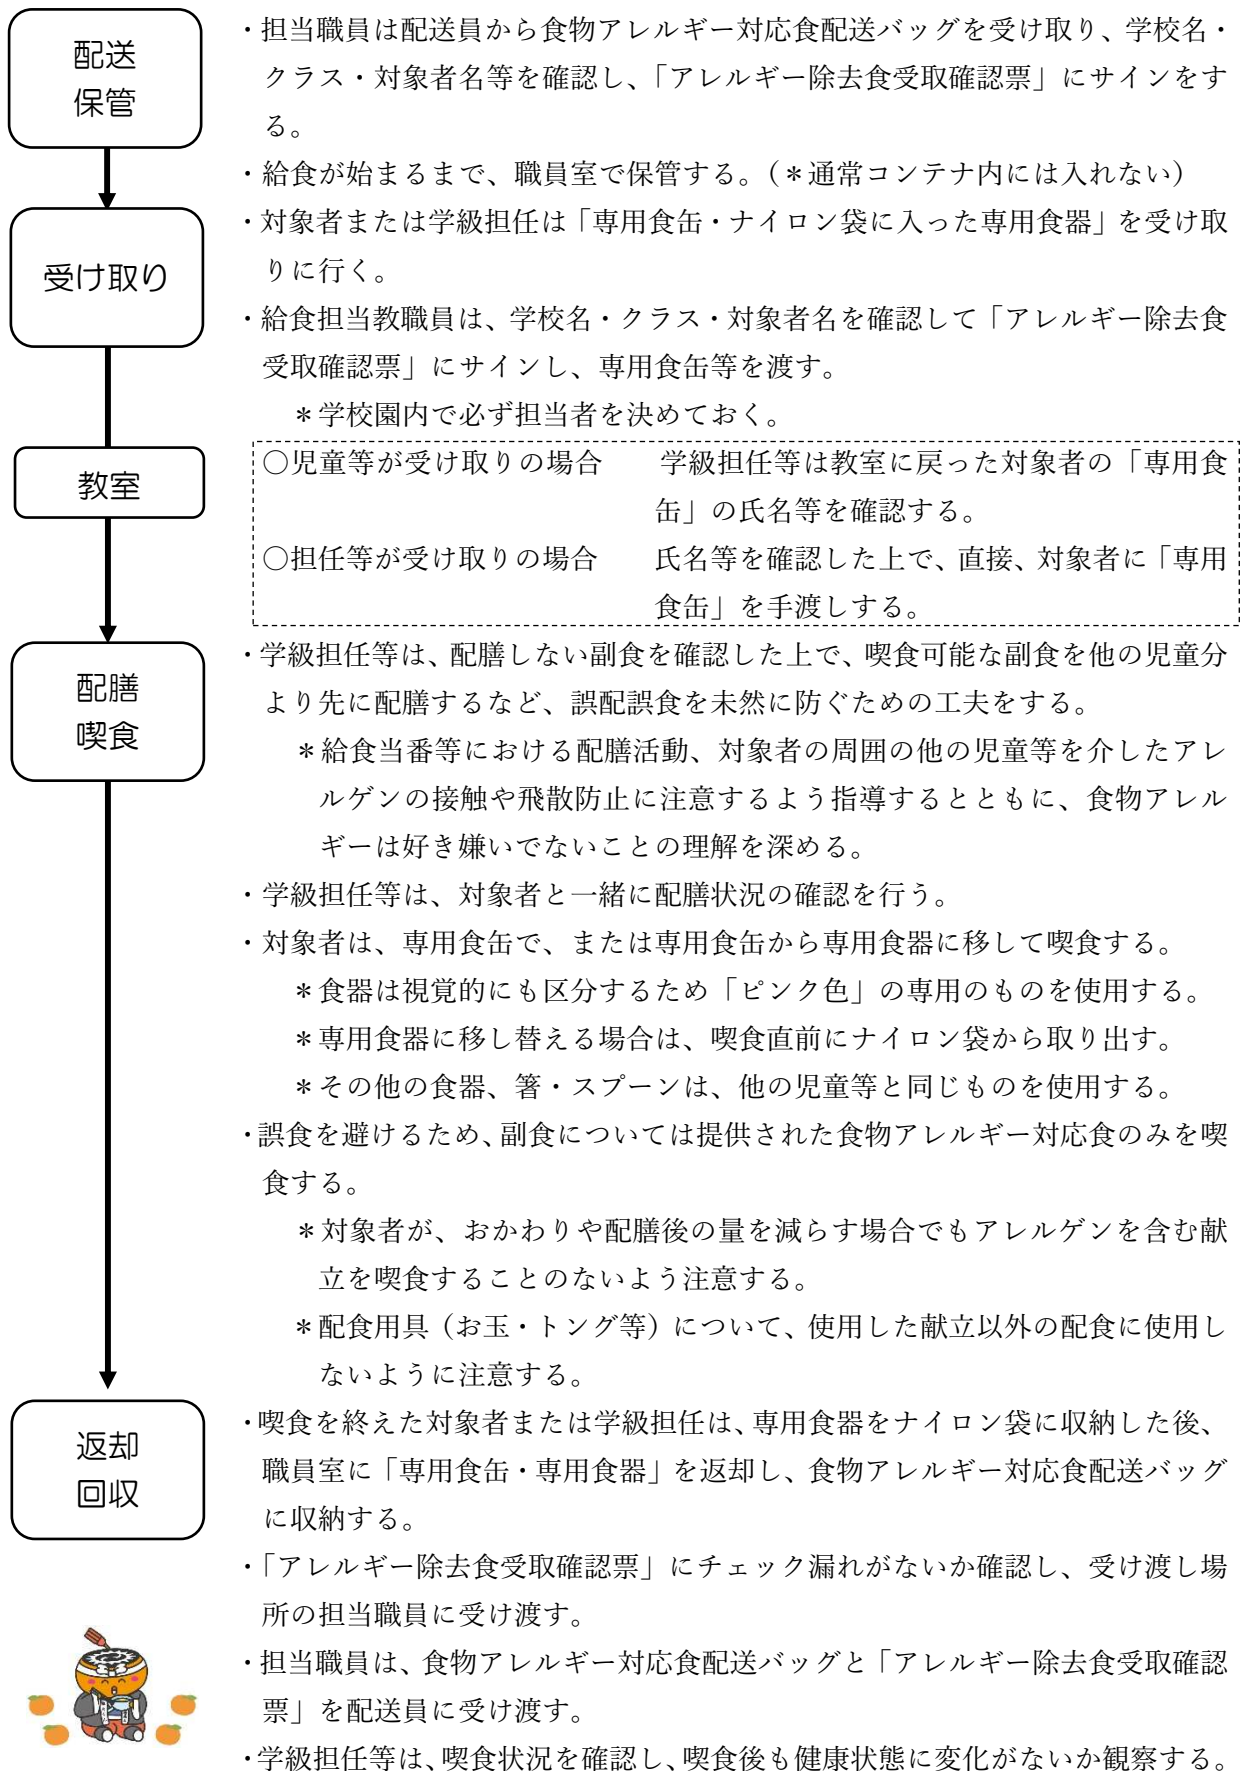 配送
保管
・担当職員は配送員から食物アレルギー対応食配送バッグを受け取り、学校名・
クラス・対象者名等を確認し、「アレルギー除去食受取確認票」にサインをす
る。
・給食が始まるまで、職員室で保管する。（＊通常コンテナ内には入れない）
受け取り
・対象者または学級担任は「専用食缶・ナイロン袋に入った専用食器」を受け取
りに行く。
・給食担当教職員は、学校名・クラス・対象者名を確認して「アレルギー除去食
受取確認票」にサインし、専用食缶等を渡す。
＊学校園内で必ず担当者を決めておく。
教室
○児童等が受け取りの場合　　学級担任等は教室に戻った対象者の「専用食
缶」の氏名等を確認する。
○担任等が受け取りの場合　　氏名等を確認した上で、直接、対象者に「専用
食缶」を手渡しする。
配膳
喫食
・学級担任等は、配膳しない副食を確認した上で、喫食可能な副食を他の児童分
より先に配膳するなど、誤配誤食を未然に防ぐための工夫をする。
＊給食当番等における配膳活動、対象者の周囲の他の児童等を介したアレ
ルゲンの接触や飛散防止に注意するよう指導するとともに、食物アレル
ギーは好き嫌いでないことの理解を深める。
・学級担任等は、対象者と一緒に配膳状況の確認を行う。
・対象者は、専用食缶で、または専用食缶から専用食器に移して喫食する。
＊食器は視覚的にも区分するため「ピンク色」の専用のものを使用する。
＊専用食器に移し替える場合は、喫食直前にナイロン袋から取り出す。
＊その他の食器、箸・スプーンは、他の児童等と同じものを使用する。
・誤食を避けるため、副食については提供された食物アレルギー対応食のみを喫
食する。
＊対象者が、おかわりや配膳後の量を減らす場合でもアレルゲンを含む献
立を喫食することのないよう注意する。
＊配食用具（お玉・トング等）について、使用した献立以外の配食に使用し
ないように注意する。
返却
回収
・喫食を終えた対象者または学級担任は、専用食器をナイロン袋に収納した後、
職員室に「専用食缶・専用食器」を返却し、食物アレルギー対応食配送バッグ
に収納する。
・「アレルギー除去食受取確認票」にチェック漏れがないか確認し、受け渡し場
所の担当職員に受け渡す。
・担当職員は、食物アレルギー対応食配送バッグと「アレルギー除去食受取確認
票」を配送員に受け渡す。
・学級担任等は、喫食状況を確認し、喫食後も健康状態に変化がないか観察する。